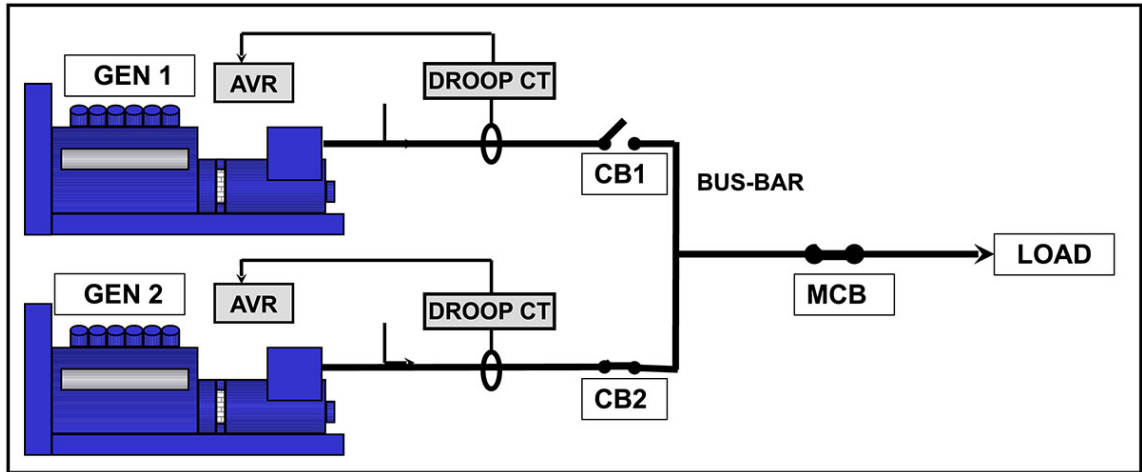 GEN 1
AVR
DROOP CT
CB1
BUS-BAR
MCB
LOAD
GEN 2
AVR
DROOP CT
CB2